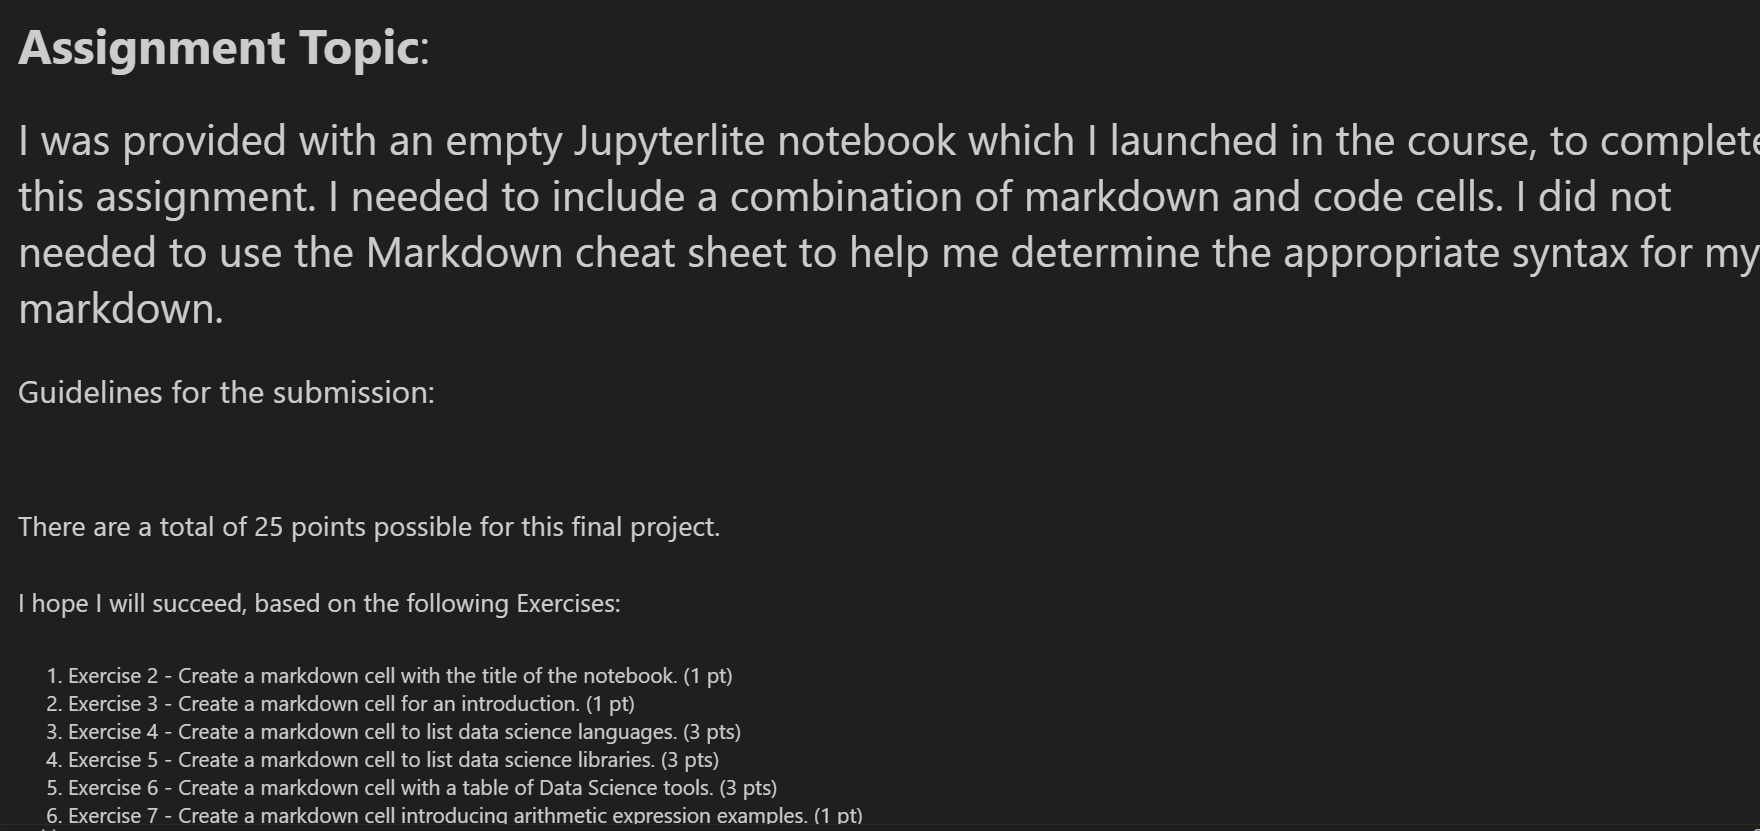 Assignment Topic:
I was provided with an empty Jupyterlite notebook which I launched in the course, to complete
this assignment. I needed to include a combination of markdown and code cells. I did not
needed to use the Markdown cheat sheet to help me determine the appropriate syntax for my
markdown.
Guidelines for the submission:
There are a total of 25 points possible for this final project.
I hope I will succeed, based on the following Exercises:
1. Exercise 2 - Create a markdown cell with the title of the notebook. (1 pt)
2. Exercise 3 - Create a markdown cell for an introduction. (1 pt)
3. Exercise 4 - Create a markdown cell to list data science languages. (3 pts)
4. Exercise 5 - Create a markdown cell to list data science libraries. (3 pts)
5. Exercise 6 - Create a markdown cell with a table of Data Science tools. (3 pts)
6. Exercise 7 - Create a markdown cell introducing arithmetic expression examples. (1 pt)